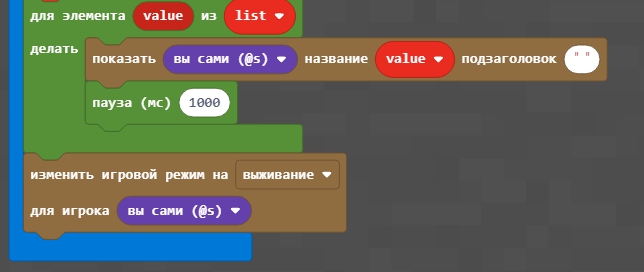 для элемента value из list
делать
показать вы сами (@s) название value подзаголовок " "
пауза (мс) 1000
изменить игровой режим на выживание
для игрока вы сами (@s)